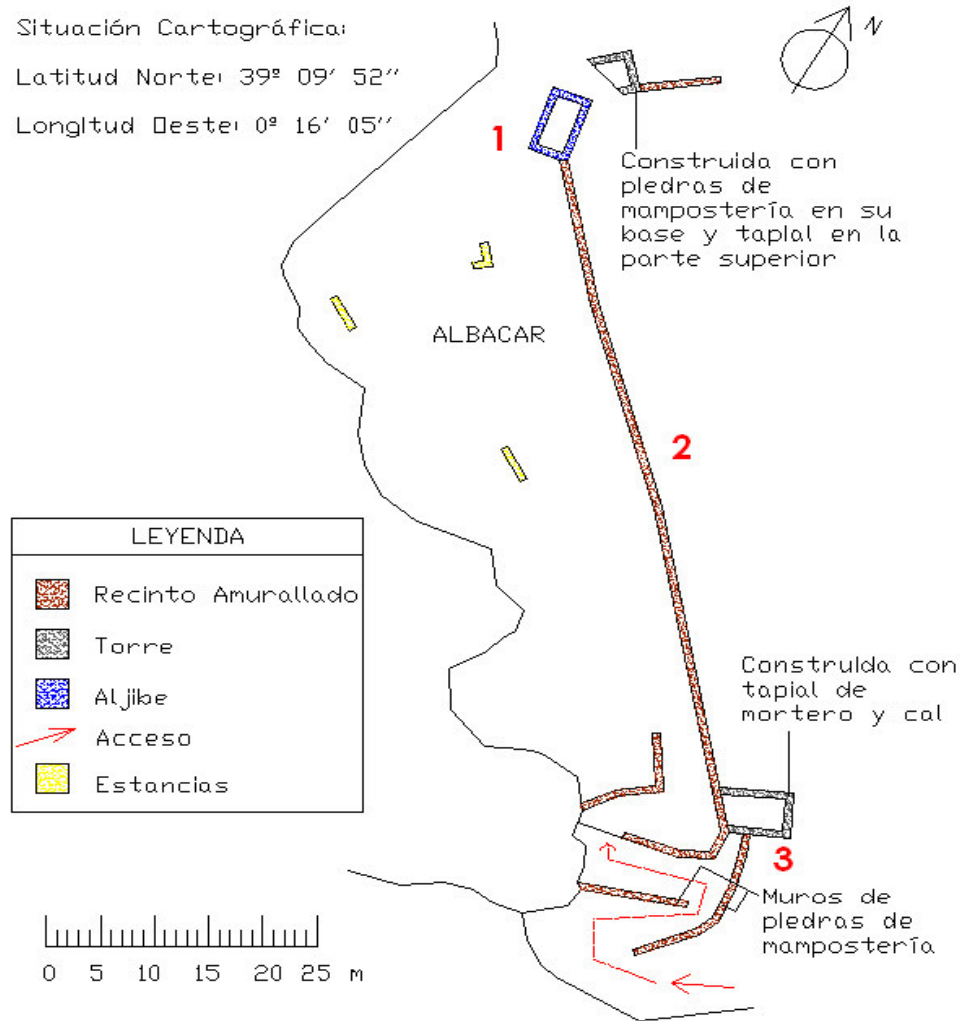 Situación Cartográfica:
Latitud Norte: 39º 09′ 52″
Longitud Oeste: 0º 16′ 05″
N
1
Construida con
piedras de
mampostería en su
base y tapial en la
parte superior
ALBACAR
2
LEYENDA
Recinto Amurallado
Torre
Aljibe
Acceso
Estancias
Construida con
tapial de
mortero y cal
3
Muros de
piedras de
mampostería
0 5 10 15 20 25 m